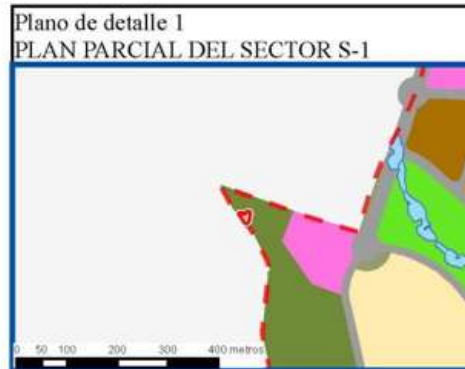 Plano de detalle 1
PLAN PARCIAL DEL SECTOR S-1
0 50 100 200 300 400 metros